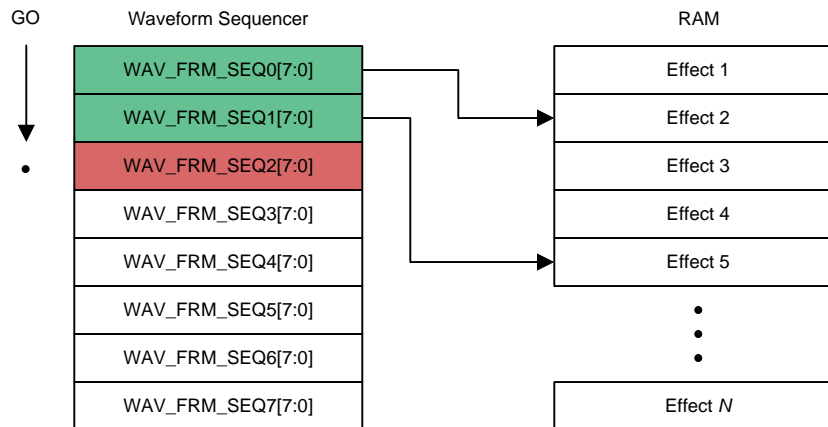 GO
Waveform Sequencer
RAM
WAV_FRM_SEQ0[7:0]
WAV_FRM_SEQ1[7:0]
WAV_FRM_SEQ2[7:0]
WAV_FRM_SEQ3[7:0]
WAV_FRM_SEQ4[7:0]
WAV_FRM_SEQ5[7:0]
WAV_FRM_SEQ6[7:0]
WAV_FRM_SEQ7[7:0]
Effect 1
Effect 2
Effect 3
Effect 4
Effect 5
Effect N